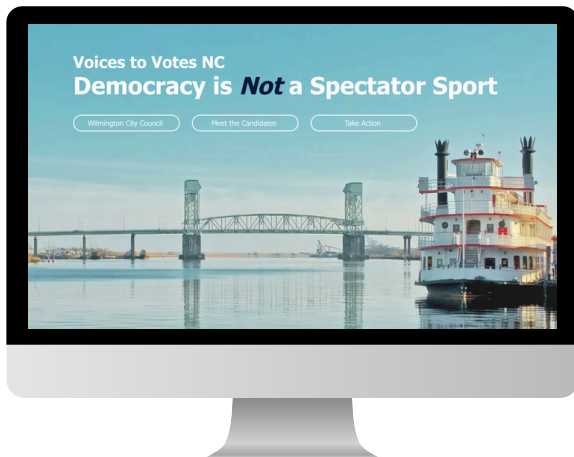 Voices to Votes NC
Democracy is Not a Spectator Sport
Wilmington City Council
Meet the Candidates
Take Action